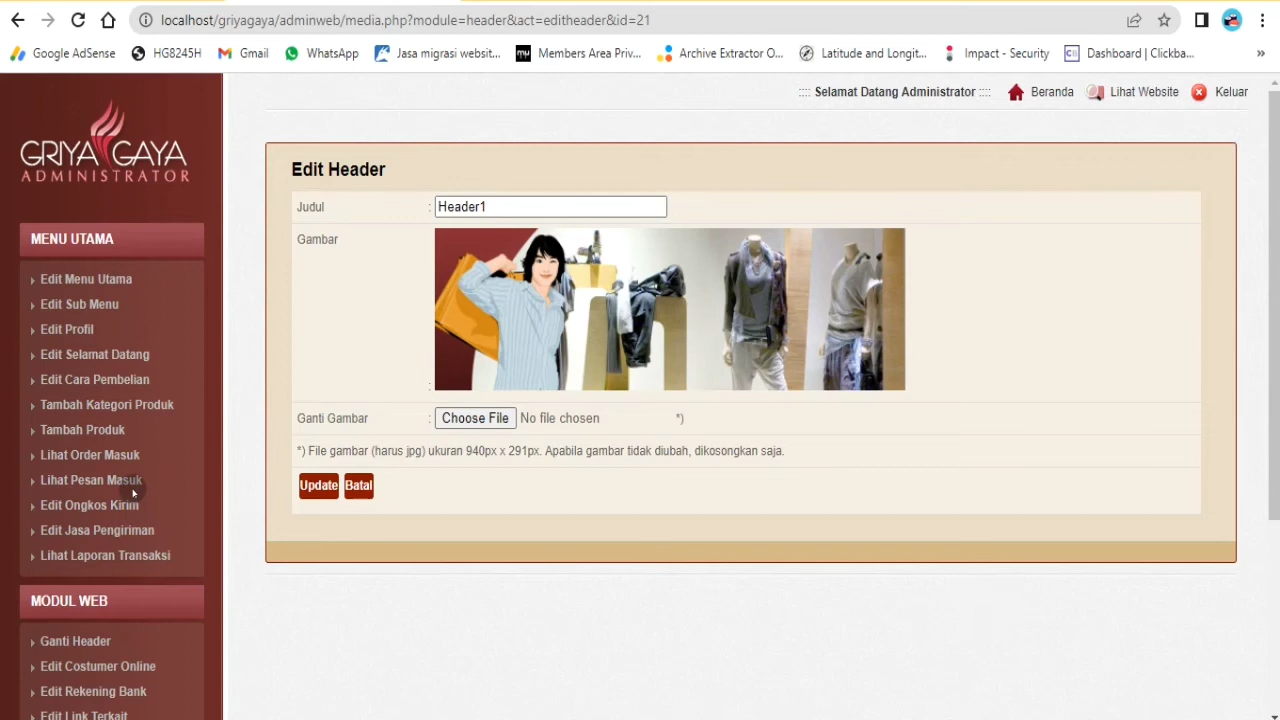 localhost/griyagaya/adminweb/media.php?module=header&act=editheader&id=21
Google AdSense
HG8245H
Gmail
WhatsApp
Jasa migrasi websit...
Members Area Priv...
Archive Extractor O...
Latitude and Longit...
Impact - Security
Dashboard | Clickba...
»
GRIYA GAYA
ADMINISTRATOR
:::: Selamat Datang Administrator ::::
Beranda
Lihat Website
Keluar
MENU UTAMA
Edit Menu Utama
Edit Sub Menu
Edit Profil
Edit Selamat Datang
Edit Cara Pembelian
Tambah Kategori Produk
Tambah Produk
Lihat Order Masuk
Lihat Pesan Masuk
Edit Ongkos Kirim
Edit Jasa Pengiriman
Lihat Laporan Transaksi
MODUL WEB
Ganti Header
Edit Costumer Online
Edit Rekening Bank
Edit Link Terkait
Edit Header
Judul : Header1
Gambar :
Ganti Gambar : Choose File No file chosen *)
*) File gambar (harus jpg) ukuran 940px x 291px. Apabila gambar tidak diubah, dikosongkan saja.
Update Batal